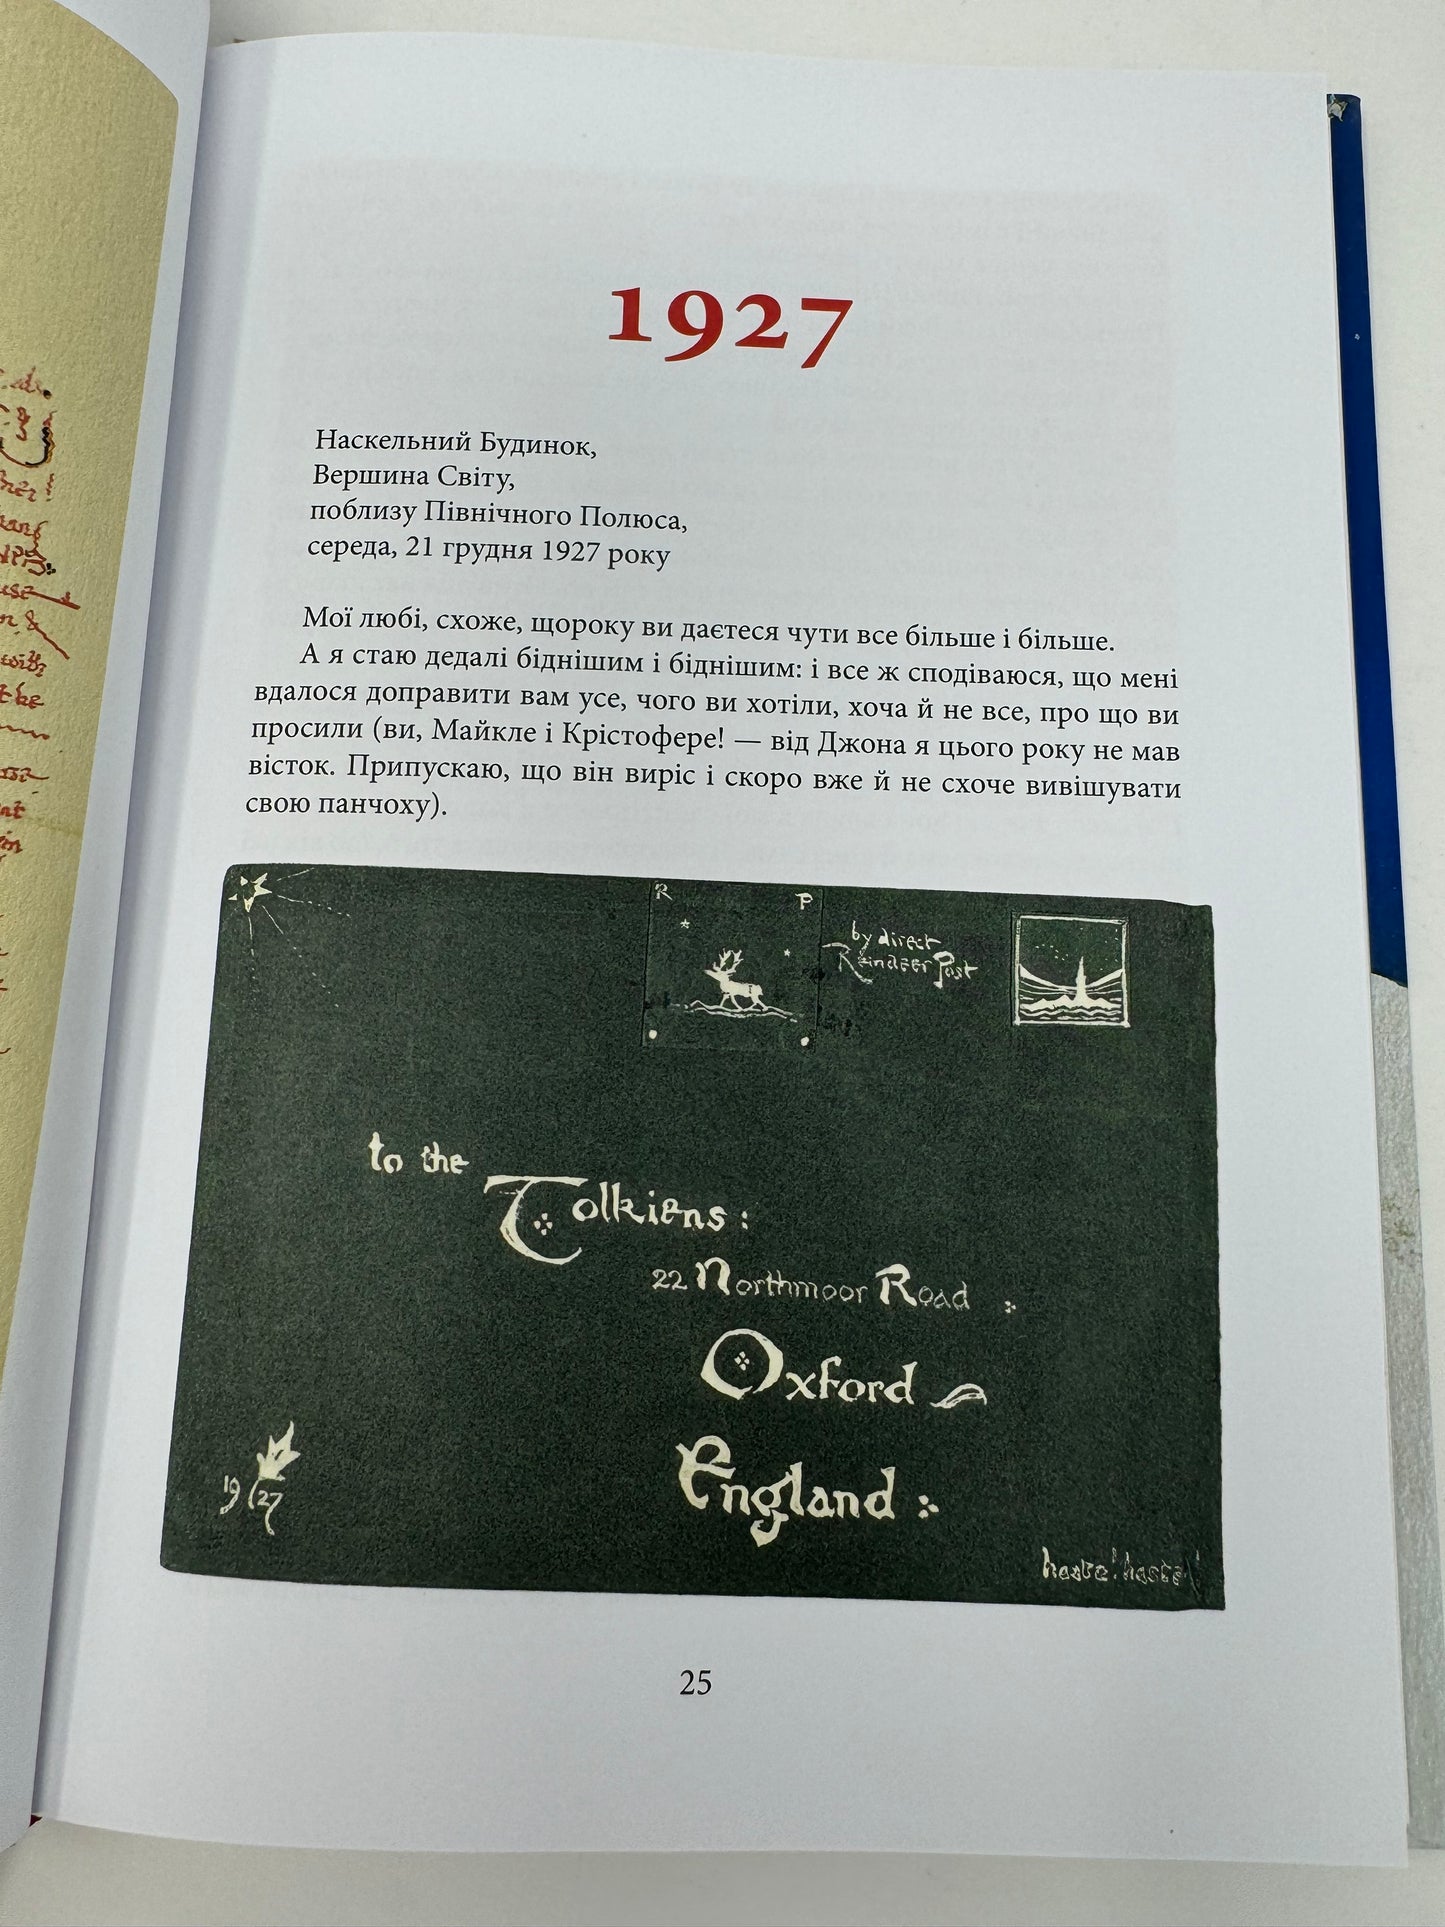 1927
Наскельний Будинок,
Вершина Світу,
поблизу Північного Полюса,
середа, 21 грудня 1927 року
Мої любі, схоже, щороку ви даєтеся чути все більше і більше.
А я стаю дедалі біднішим і біднішим: і все ж сподіваюся, що мені
вдалося доправити вам усе, чого ви хотіли, хоча й не все, про що ви
просили (ви, Майкле і Крістофере! — від Джона я цього року не мав
вісток. Припускаю, що він виріс і скоро вже й не схоче вивішувати
свою панчоху).
R P
by direct
Reindeer Post
to the
Tolkiens:
22 Northmoor Road
Oxford
England
1927
haste! haste!
25